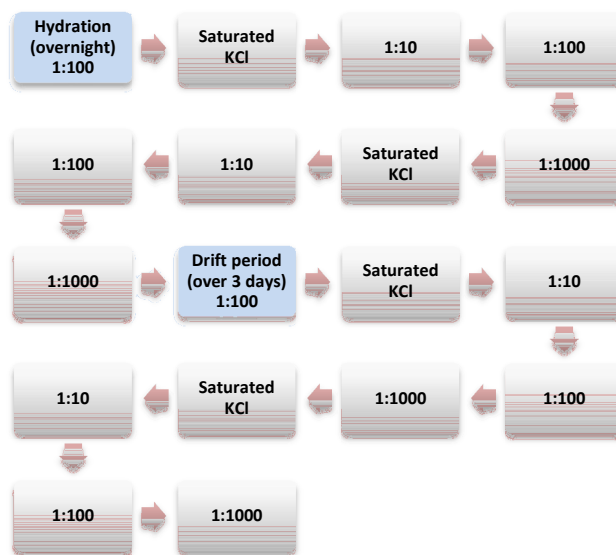 Hydration
(overnight)
1:100
Saturated
KCl
1:10
1:100
1:100
1:10
Saturated
KCl
1:1000
1:1000
Drift period
(over 3 days)
1:100
Saturated
KCl
1:10
1:10
Saturated
KCl
1:1000
1:100
1:100
1:1000